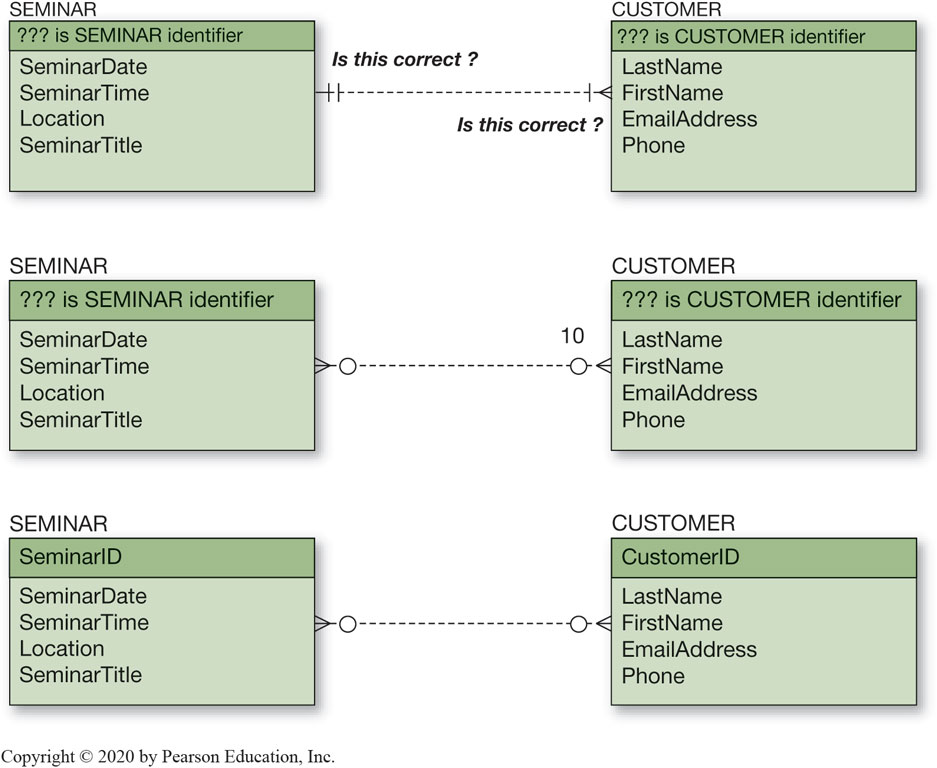 SEMINAR
CUSTOMER
??? is SEMINAR identifier
??? is CUSTOMER identifier
SeminarDate
SeminarTime
Location
SeminarTitle
Is this correct ?
Is this correct ?
LastName
FirstName
EmailAddress
Phone
SEMINAR
CUSTOMER
??? is SEMINAR identifier
??? is CUSTOMER identifier
SeminarDate
SeminarTime
Location
SeminarTitle
10
LastName
FirstName
EmailAddress
Phone
SEMINAR
CUSTOMER
SeminarID
CustomerID
SeminarDate
SeminarTime
Location
SeminarTitle
LastName
FirstName
EmailAddress
Phone
Copyright © 2020 by Pearson Education, Inc.